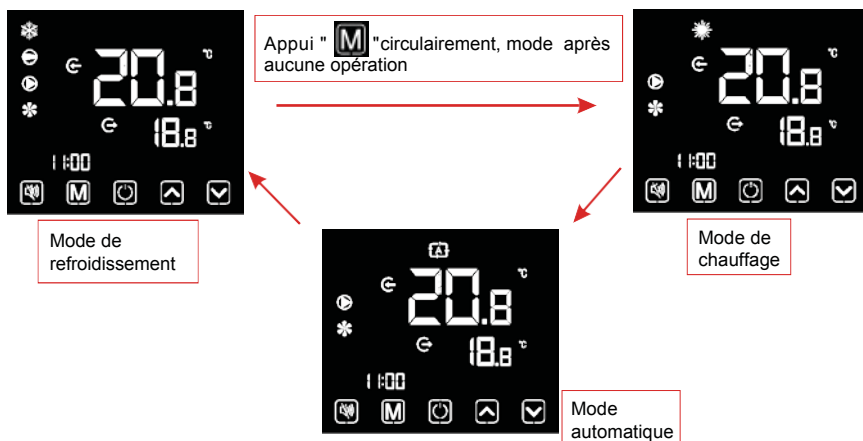 Appui " M "circulairement, mode après
aucune opération
20.8 °C
18.8 °C
11:00
M
Mode de
refroidissement
20.8 °C
18.8 °C
11:00
M
Mode de
chauffage
A
20.8 °C
18.8 °C
11:00
M
Mode
automatique